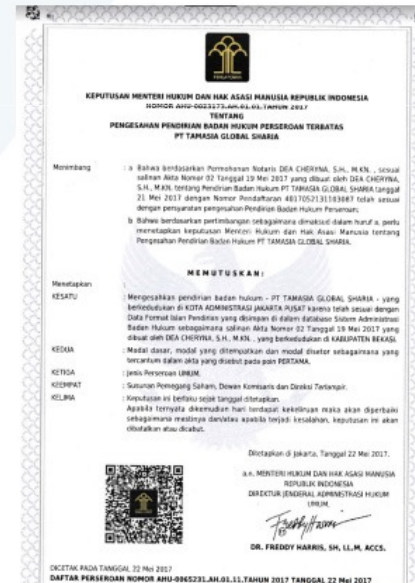 KEPUTUSAN MENTERI HUKUM DAN HAK ASASI MANUSIA REPUBLIK INDONESIA
NOMOR AHU-0023173.AH.01.01.TAHUN 2017
TENTANG
PENGESAHAN PENDIRIAN BADAN HUKUM PERSEROAN TERBATAS
PT TAMASIA GLOBAL SHARIA
Menimbang : a Bahwa berdasarkan Permohonan Notaris DEA CHERYNA, S.H., M.KN. , sesuai
salinan Akta Nomor 02 Tanggal 19 Mei 2017 yang dibuat oleh DEA CHERYNA,
S.H., M.KN. tentang Pendirian Badan Hukum PT TAMASIA GLOBAL SHARIA tanggal
21 Mei 2017 dengan Nomor Pendaftaran 4017052131103087 telah sesuai
dengan persyaratan pengesahan Pendirian Badan Hukum Perseroan;
b Bahwa berdasarkan pertimbangan sebagaimana dimaksud dalam huruf a, perlu
menetapkan keputusan Menteri Hukum dan Hak Asasi Manusia tentang
Pengesahan Pendirian Badan Hukum PT TAMASIA GLOBAL SHARIA.
MEMUTUSKAN:
Menetapkan :
KESATU : Mengesahkan pendirian badan hukum - PT TAMASIA GLOBAL SHARIA - yang
berkedudukan di KOTA ADMINISTRASI JAKARTA PUSAT karena telah sesuai dengan
Data Format Isian Pendirian yang disimpan di dalam database Sistem Administrasi
Badan Hukum sebagaimana salinan Akta Nomor 02 Tanggal 19 Mei 2017 yang
dibuat oleh DEA CHERYNA, S.H., M.KN. , yang berkedudukan di KABUPATEN BEKASI.
KEDUA : Modal dasar, modal yang ditempatkan dan modal disetor sebagaimana yang
tercantum dalam akta yang disebut pada poin PERTAMA.
KETIGA : Jenis Perseroan UMUM.
KEEMPAT : Susunan Pemegang Saham, Dewan Komisaris dan Direksi Terlampir.
KELIMA : Keputusan ini berlaku sejak tanggal ditetapkan.
Apabila ternyata dikemudian hari terdapat kekeliruan maka akan diperbaiki
sebagaimana mestinya dan/atau apabila terjadi kesalahan, keputusan ini akan
dibatalkan atau dicabut.
Ditetapkan di Jakarta, Tanggal 22 Mei 2017.
a.n. MENTERI HUKUM DAN HAK ASASI MANUSIA
REPUBLIK INDONESIA
DIREKTUR JENDERAL ADMINISTRASI HUKUM
UMUM,
DR. FREDDY HARRIS, SH, LL.M, ACCS.
DICETAK PADA TANGGAL 22 Mei 2017
DAFTAR PERSEROAN NOMOR AHU-0065231.AH.01.11.TAHUN 2017 TANGGAL 22 Mei 2017